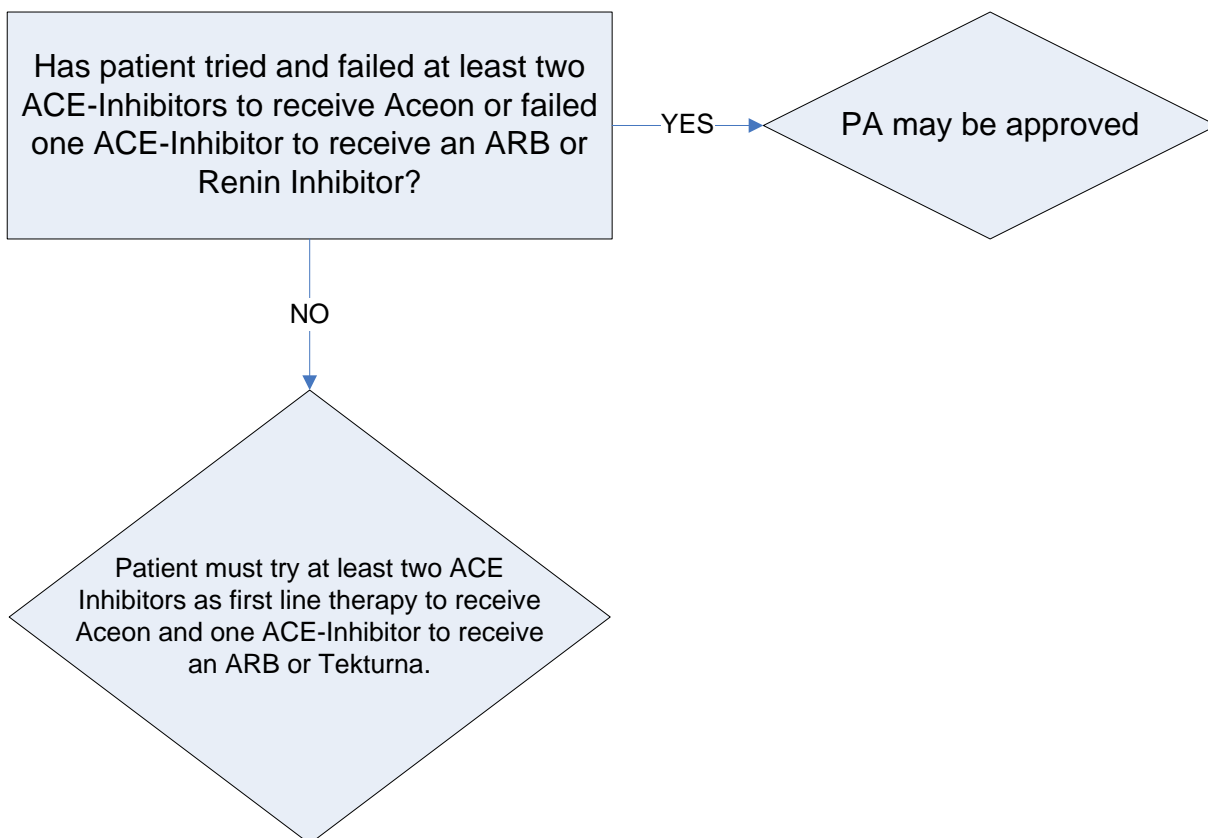 Has patient tried and failed at least two
ACE-Inhibitors to receive Aceon or failed
one ACE-Inhibitor to receive an ARB or
Renin Inhibitor?
YES
PA may be approved
NO
Patient must try at least two ACE
Inhibitors as first line therapy to receive
Aceon and one ACE-Inhibitor to receive
an ARB or Tekturna.